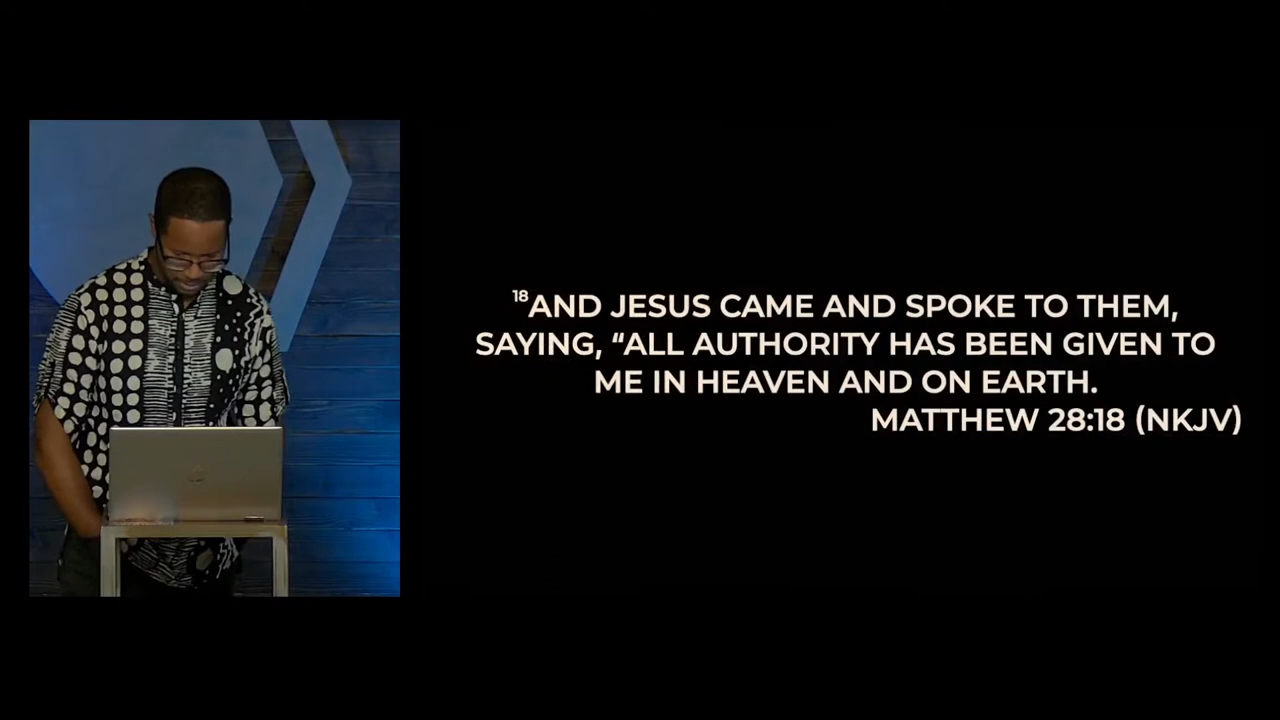 18AND JESUS CAME AND SPOKE TO THEM,
SAYING, “ALL AUTHORITY HAS BEEN GIVEN TO
ME IN HEAVEN AND ON EARTH.
MATTHEW 28:18 (NKJV)